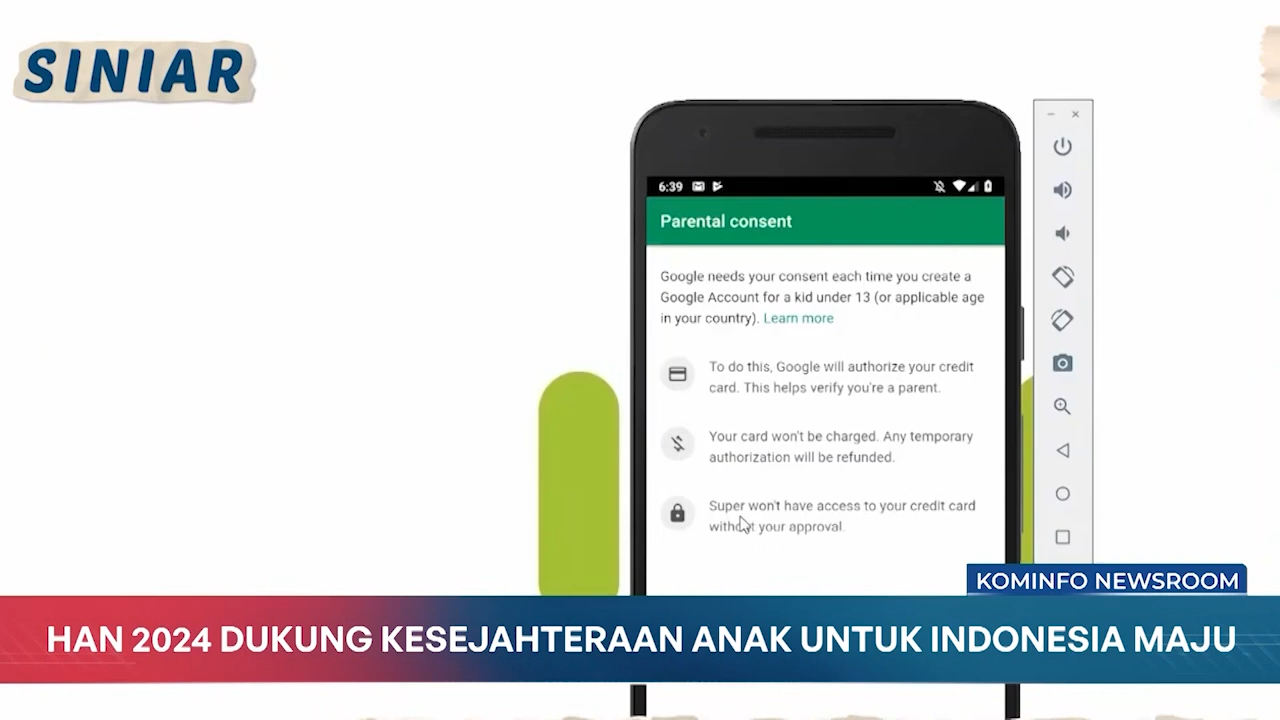 SINIAR
6:39
Parental consent
Google needs your consent each time you create a
Google Account for a kid under 13 (or applicable age
in your country). Learn more
To do this, Google will authorize your credit
card. This helps verify you're a parent.
Your card won't be charged. Any temporary
authorization will be refunded.
Super won't have access to your credit card
without your approval.
KOMINFO NEWSROOM
HAN 2024 DUKUNG KESEJAHTERAAN ANAK UNTUK INDONESIA MAJU